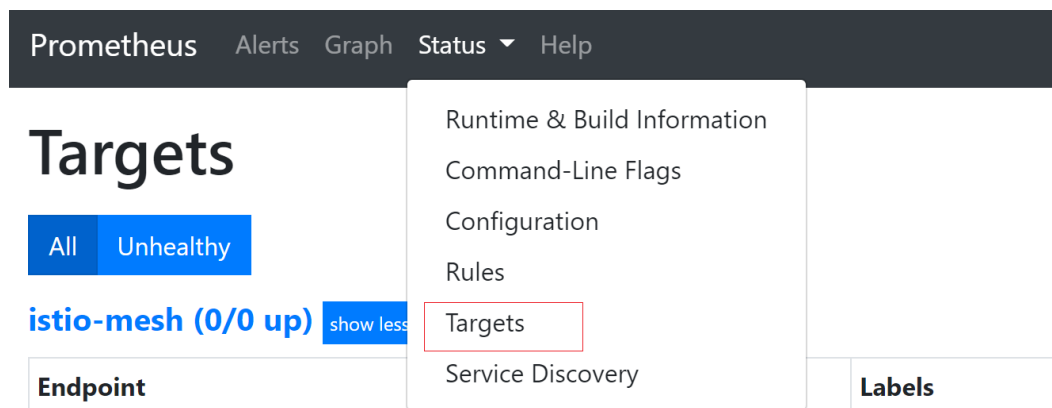 Prometheus Alerts Graph Status Help
Runtime & Build Information
Command-Line Flags
Configuration
Rules
Targets
Service Discovery
Targets
All Unhealthy
istio-mesh (0/0 up) show less
Endpoint Labels